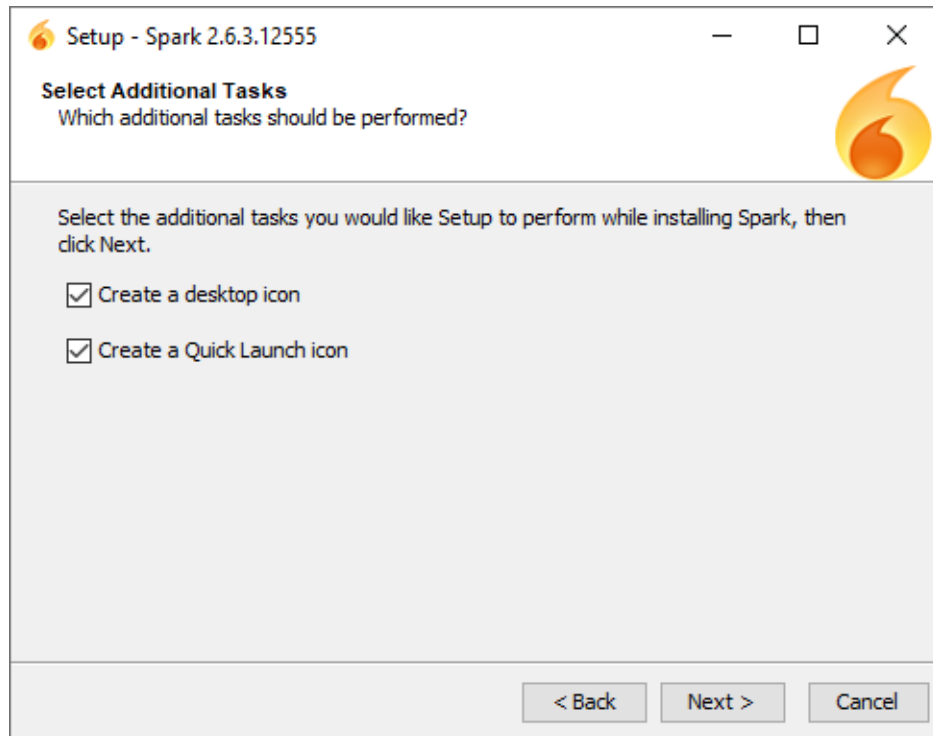 Setup - Spark 2.6.3.12555
Select Additional Tasks
Which additional tasks should be performed?
Select the additional tasks you would like Setup to perform while installing Spark, then
click Next.
Create a desktop icon
Create a Quick Launch icon
< Back
Next >
Cancel